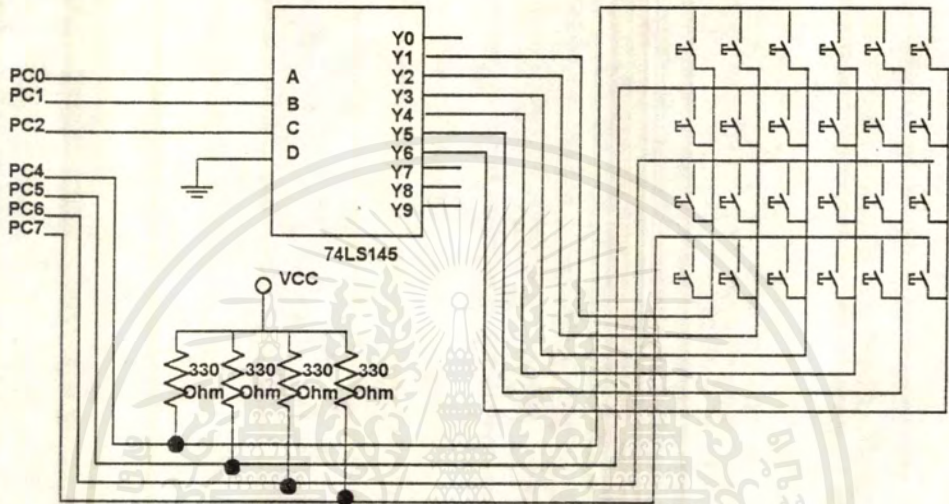 PC0
PC1
PC2
PC4
PC5
PC6
PC7
A
B
C
D
Y0
Y1
Y2
Y3
Y4
Y5
Y6
Y7
Y8
Y9
74LS145
VCC
330 330 330 330
Ohm Ohm Ohm Ohm